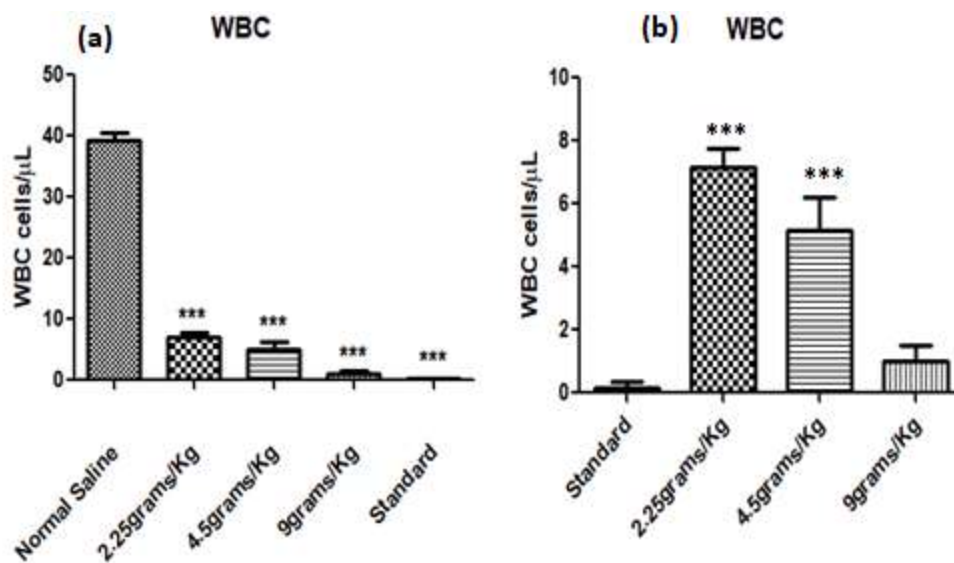 (a)
WBC
WBC cells/μL
50
40
30
20
10
0
***
***
***
***
Normal Saline
2.25grams/Kg
4.5grams/Kg
9grams/Kg
Standard
(b)
WBC
WBC cells/μL
10
8
6
4
2
0
***
***
Standard
2.25grams/Kg
4.5grams/Kg
9grams/Kg